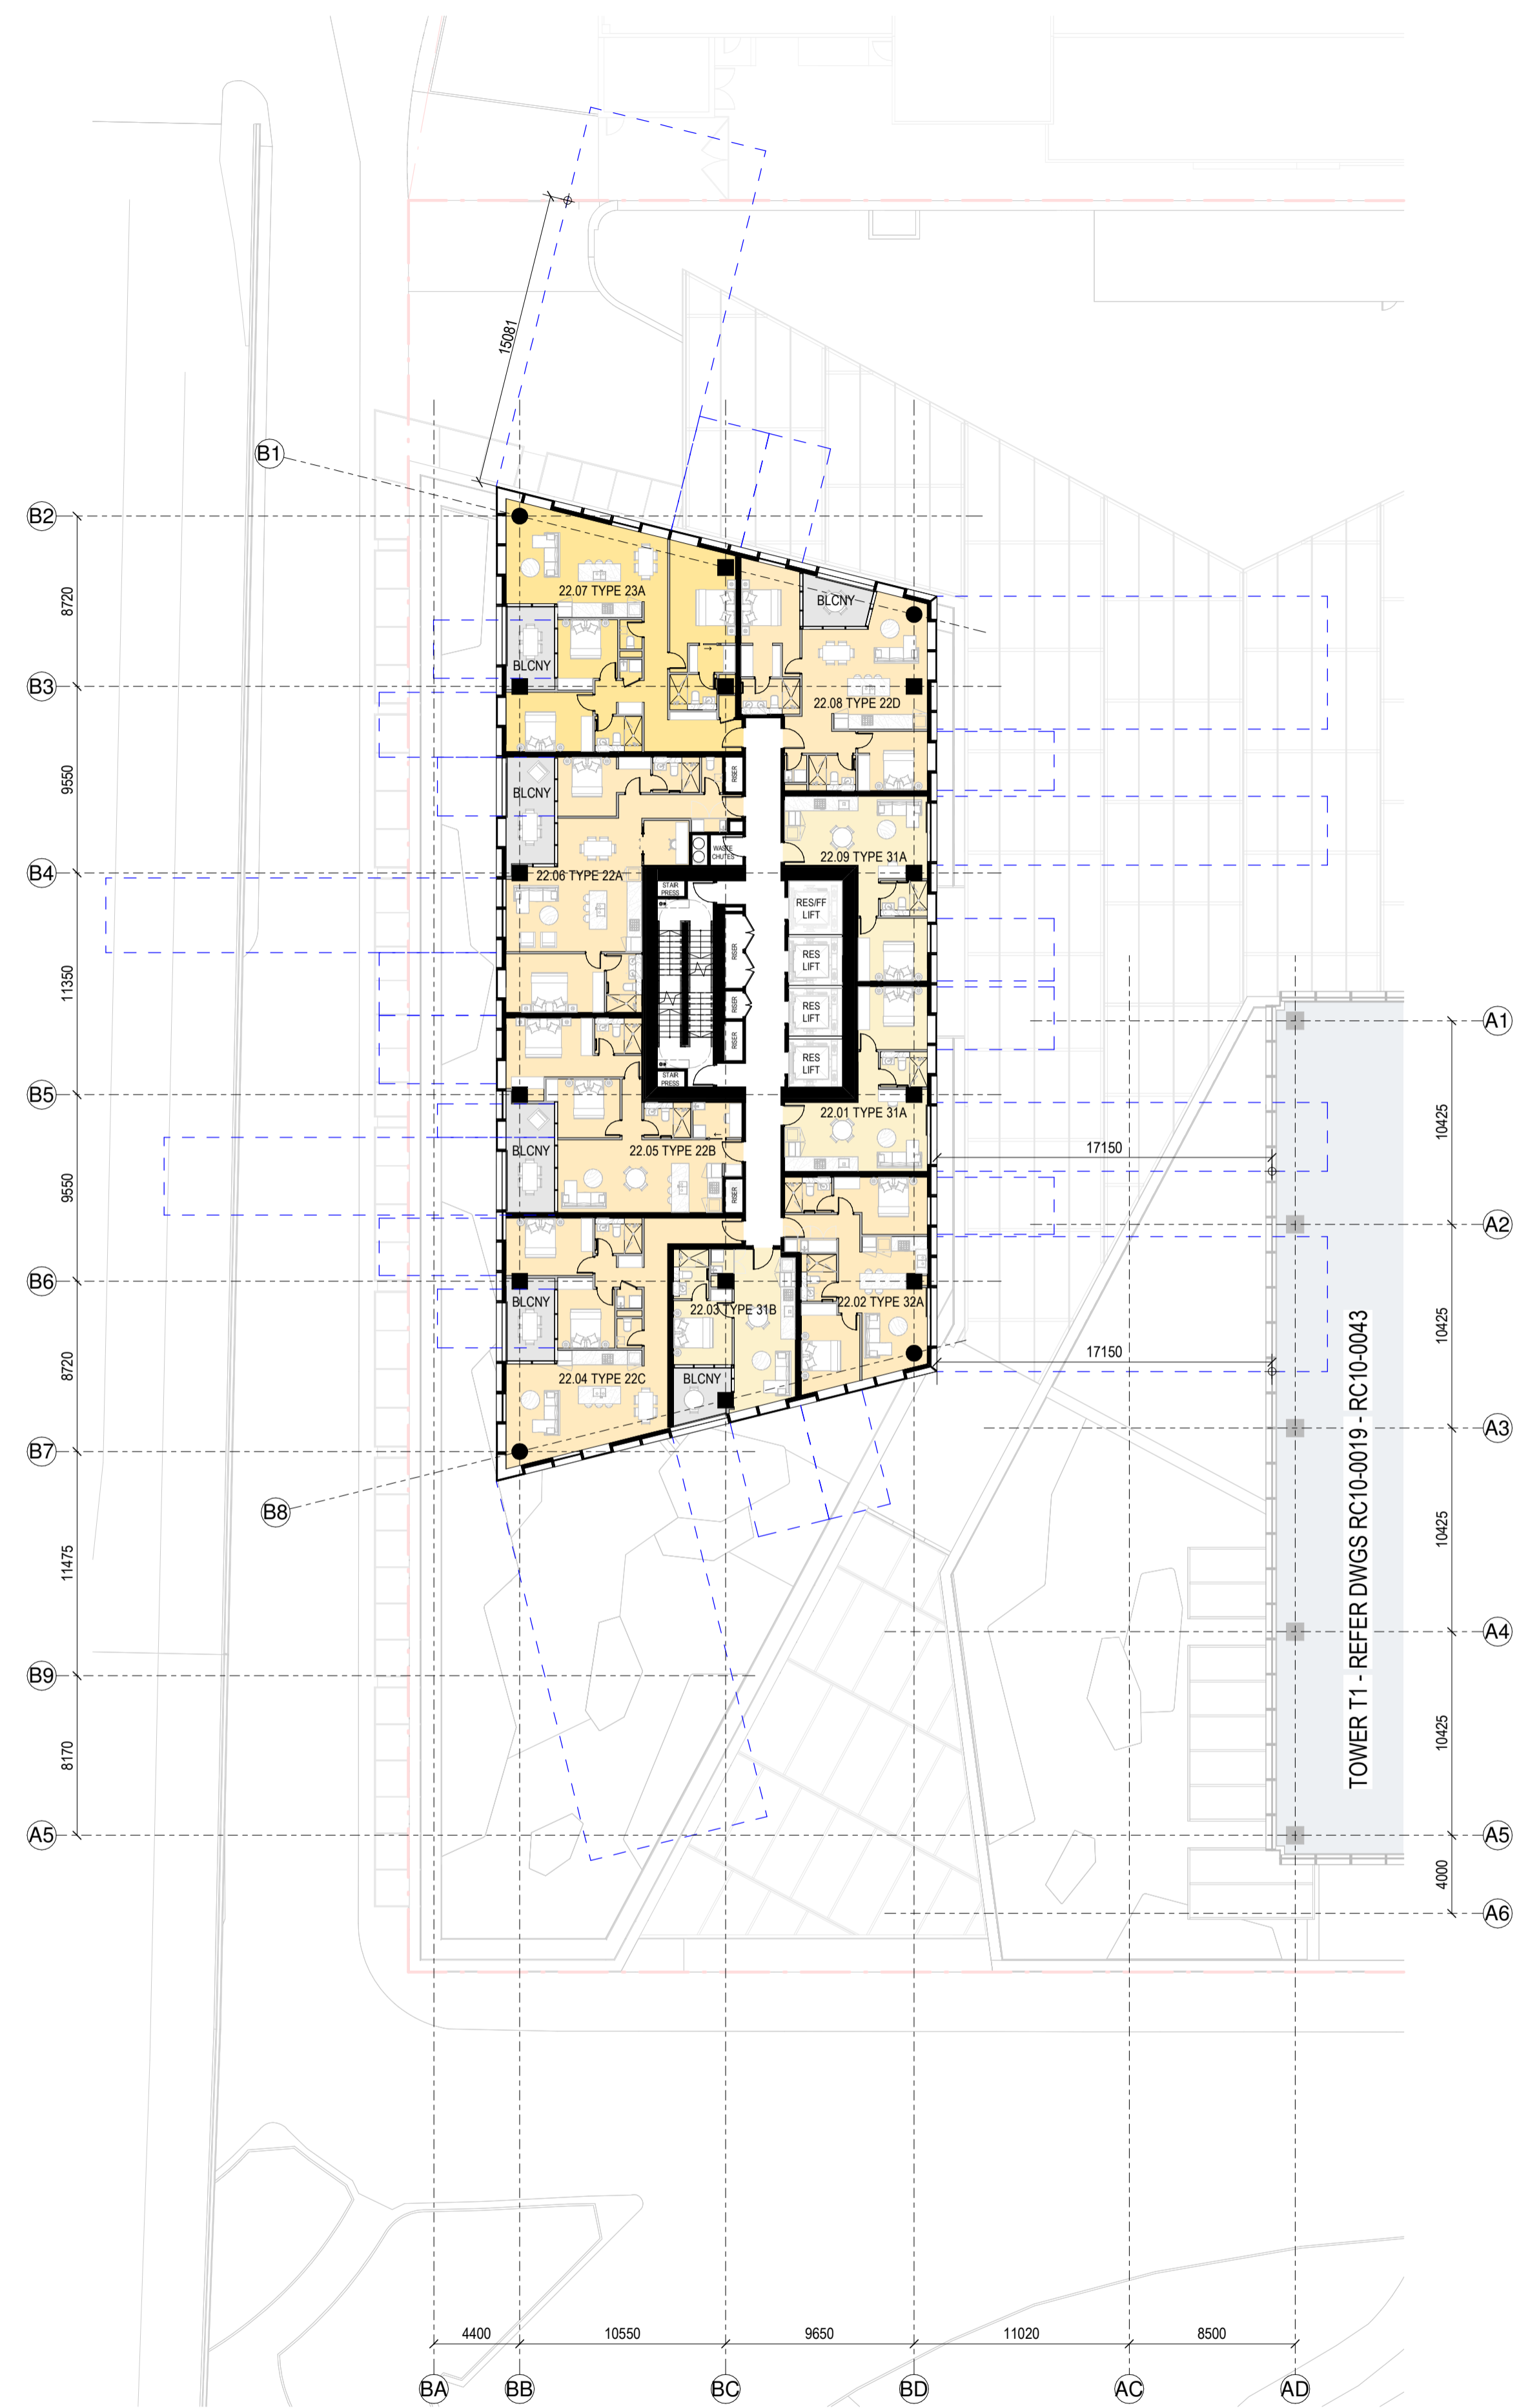 15081
B1
B2
8720
22.07 TYPE 23A
BLCNY
BLCNY
B3
22.08 TYPE 22D
9550
BLCNY
RISER
WASTE
CHUTES
22.09 TYPE 31A
B4
22.06 TYPE 22A
STAIR
PRESS
RES/FF
LIFT
RISER
RES
LIFT
11350
RISER
RES
LIFT
A1
RISER
RES
LIFT
STAIR
PRESS
B5
22.01 TYPE 31A
10425
BLCNY
22.05 TYPE 22B
17150
9550
RISER
A2
B6
BLCNY
22.03 TYPE 31B
22.02 TYPE 32A
10425
8720
22.04 TYPE 22C
BLCNY
17150
A3
B7
B8
TOWER T1 - REFER DWGS RC10-0019 - RC10-0043
11475
10425
A4
B9
8170
10425
A5
A5
4000
A6
4400
10550
9650
11020
8500
BA
BB
BC
BD
AC
AD